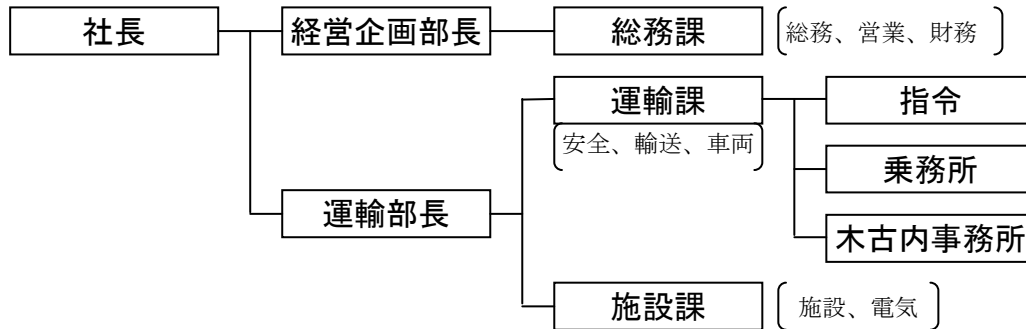 社長
経営企画部長
総務課
総務、営業、財務
運輸課
指令
安全、輸送、車両
乗務所
運輸部長
木古内事務所
施設課
施設、電気